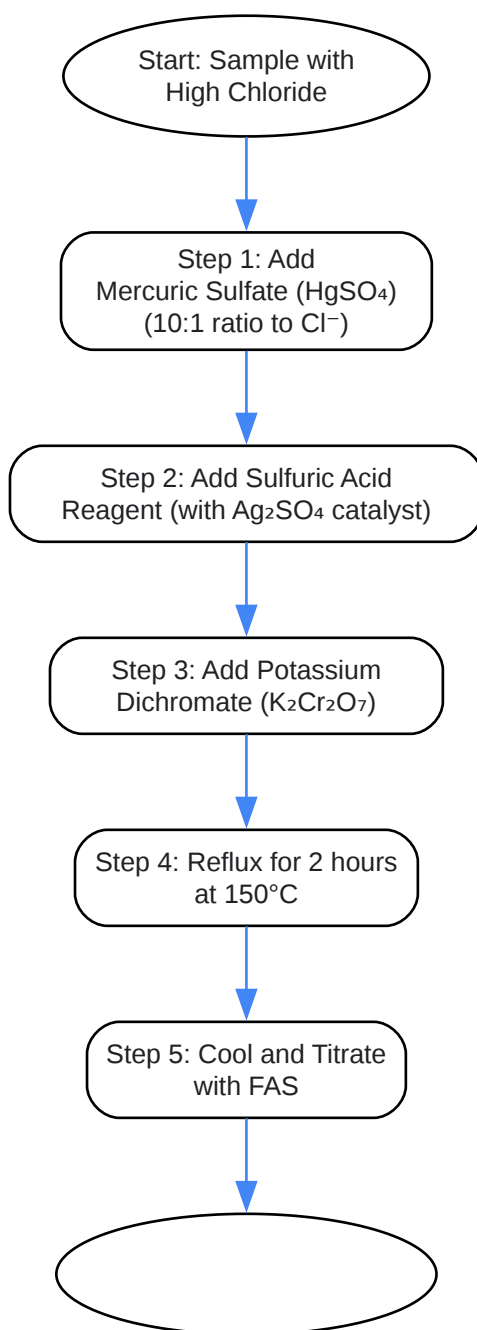 Start: Sample with
High Chloride
Step 1: Add
Mercuric Sulfate (HgSO₄)
(10:1 ratio to Cl⁻)
Step 2: Add Sulfuric Acid
Reagent (with Ag₂SO₄ catalyst)
Step 3: Add Potassium
Dichromate (K₂Cr₂O₇)
Step 4: Reflux for 2 hours
at 150°C
Step 5: Cool and Titrate
with FAS